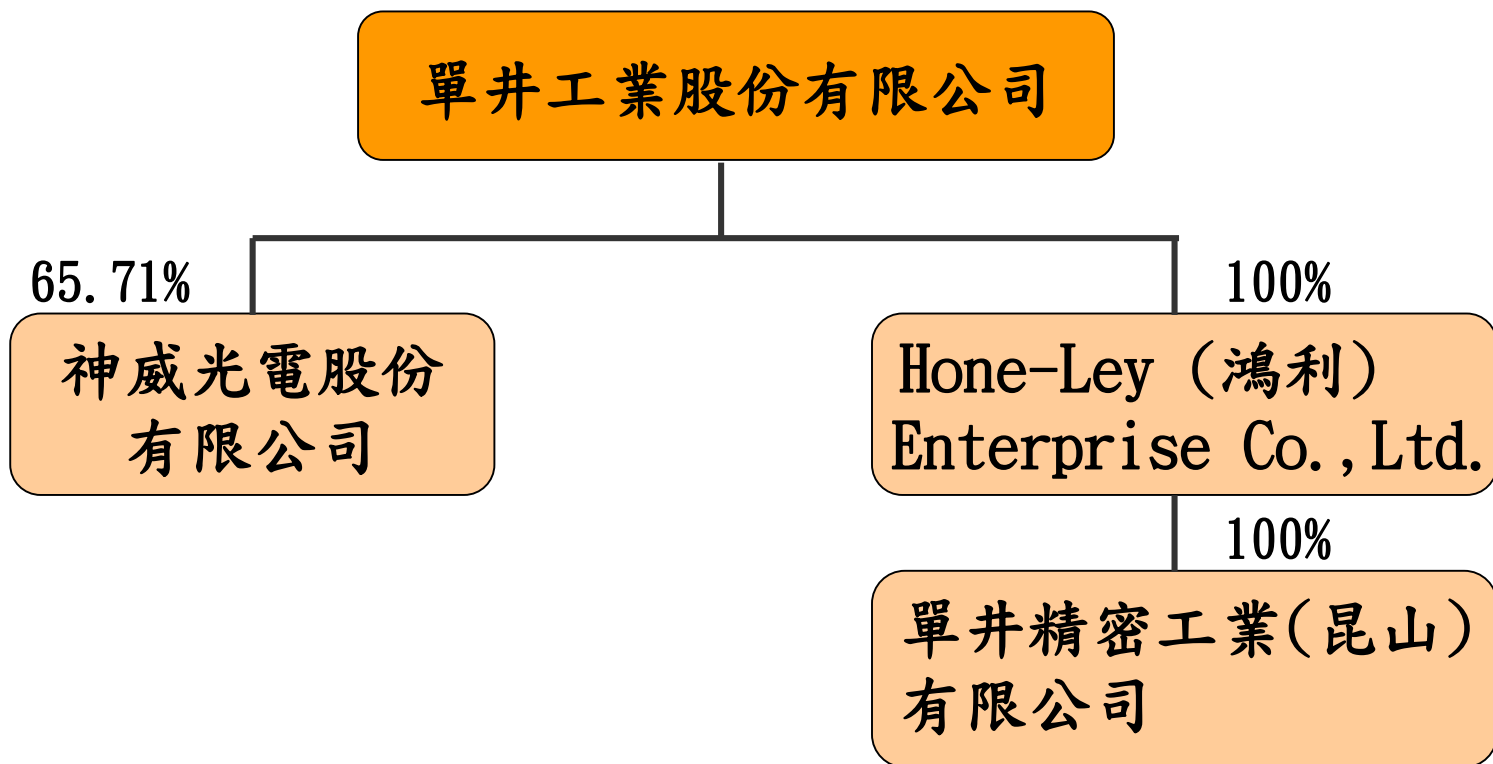 單井工業股份有限公司
65.71%
100%
神威光電股份
有限公司
Hone-Ley (鴻利)
Enterprise Co.,Ltd.
100%
單井精密工業(昆山)
有限公司